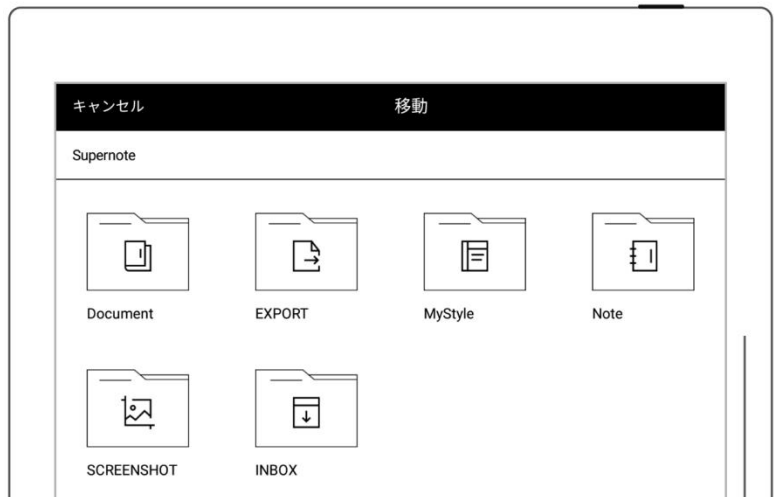 キャンセル 移動
Supernote
Document EXPORT MyStyle Note
SCREENSHOT INBOX